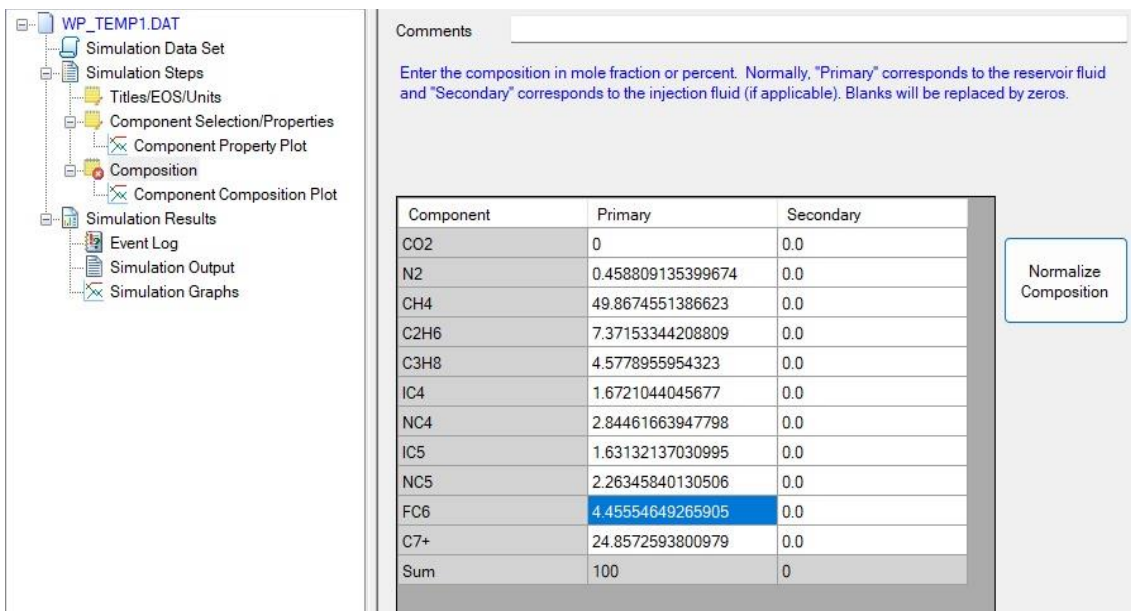 WP_TEMP1.DAT
Simulation Data Set
Simulation Steps
Titles/EOS/Units
Component Selection/Properties
Component Property Plot
Composition
Component Composition Plot
Simulation Results
Event Log
Simulation Output
Simulation Graphs
Comments
Enter the composition in mole fraction or percent. Normally, "Primary" corresponds to the reservoir fluid
and "Secondary" corresponds to the injection fluid (if applicable). Blanks will be replaced by zeros.
Component Primary Secondary
CO2 0 0.0
N2 0.458809135399674 0.0
CH4 49.8674551386623 0.0
C2H6 7.37153344208809 0.0
C3H8 4.5778955954323 0.0
IC4 1.6721044045677 0.0
NC4 2.84461663947798 0.0
IC5 1.63132137030995 0.0
NC5 2.26345840130506 0.0
FC6 4.45554649265905 0.0
C7+ 24.8572593800979 0.0
Sum 100 0
Normalize
Composition